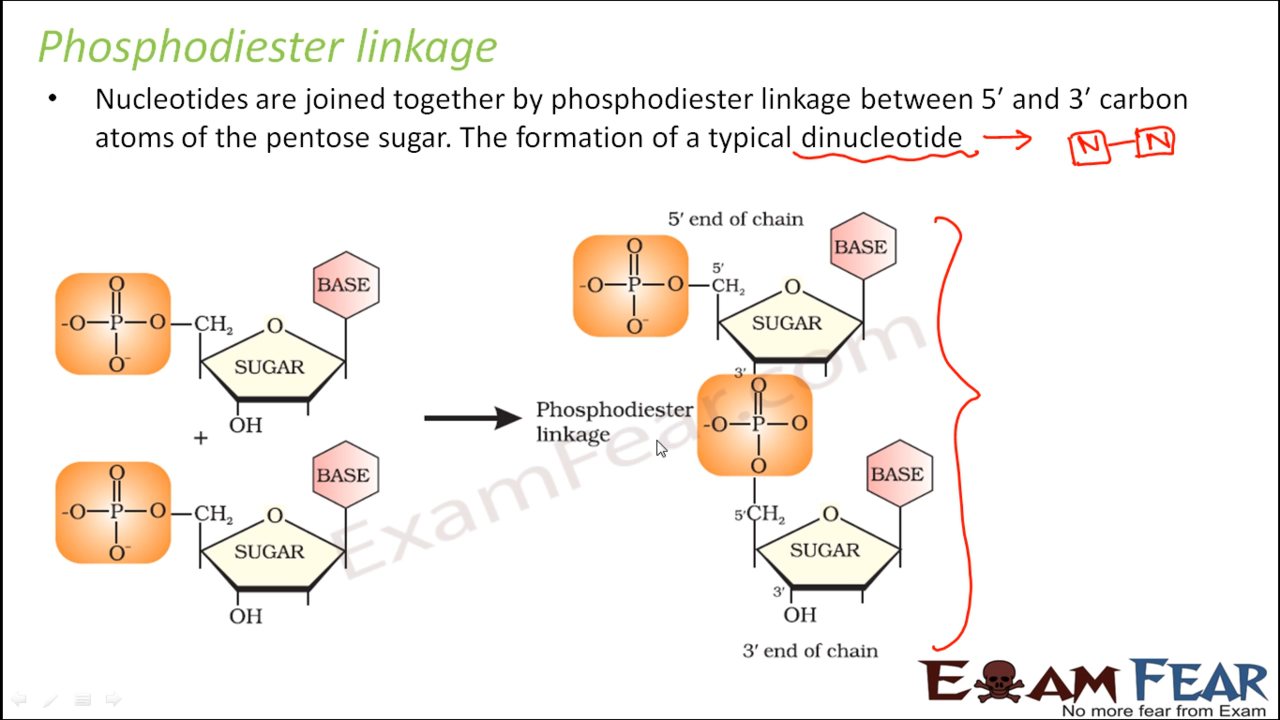 Phosphodiester linkage
• Nucleotides are joined together by phosphodiester linkage between 5′ and 3′ carbon
atoms of the pentose sugar. The formation of a typical dinucleotide
N N
5′ end of chain
O
-O—P—O—CH₂
O⁻
O
SUGAR
BASE
OH
+
O
-O—P—O—CH₂
O⁻
O
SUGAR
BASE
OH
Phosphodiester
linkage
O
-O—P—O—CH₂
O⁻
5′
O
SUGAR
BASE
3′
O
-O—P—O
O
5′CH₂
O
SUGAR
BASE
3′
OH
3′ end of chain
ExamFear.com
EXAM FEAR
No more fear from Exam